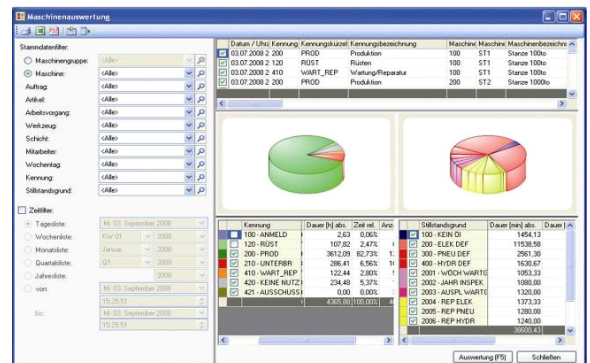 Maschinenauswertung
Stammdatenfilter:
Maschinengruppe: <Alle>
Maschine: <Alle>
Auftrag: <Alle>
Artikel: <Alle>
Arbeitsvorgang: <Alle>
Werkzeug: <Alle>
Schicht: <Alle>
Mitarbeiter: <Alle>
Wochentag: <Alle>
Kennung: <Alle>
Stillstandsgrund: <Alle>
Zeitfilter:
Tagesliste: Mi 03. September 2008
Wochenliste: KW 01 2008
Monatsliste: Januar 2008
Quartalsliste: Q1 2008
Jahresliste: 2008
von: Mi 03. September 2008
15:25:51
bis: Mi 03. September 2008
15:25:51
Datum / Uhrz Kennung Kennungsküzel Kennungsbezeichnung Maschine Maschine Maschinenbezeichn
03.07.2008 2 200 PROD Produktion 100 ST1 Stanze 100to
03.07.2008 2 120 RÜST Rüsten 100 ST1 Stanze 100to
03.07.2008 2 410 WART_REP Wartung/Reparatur 100 ST1 Stanze 100to
03.07.2008 2 200 PROD Produktion 200 ST2 Stanze 1000to
Kennung Dauer [h] abs. Zeit rel. Anz
100 - ANMELD 2,63 0,06%
120 - RÜST 107,82 2,47%
200 - PROD 3612,09 82,73%
210 - UNTERBR 286,41 6,56%
410 - WART_REP 122,44 2,80%
420 - KEINE NUTZ 234,48 5,37%
421 - AUSSCHUSS 0,00 0,00%
4365,88 100,00%
Stillstandsgrund Dauer [min] abs. Dauer
100 - KEIN ÖI 1454,13
200 - ELEK DEF 11538,58
300 - PNEU DEF 2561,30
400 - HYDR DEF 1630,67
2001 - WOCH WARTG 1053,33
2002 - JAHR INSPEK 1080,00
2003 - AUSPL WARTG 1320,00
2004 - REP ELEK 1373,33
2005 - REP PNEU 1280,00
2006 - REP HYDR 1240,00
38600,43
Auswertung (F5) Schließen